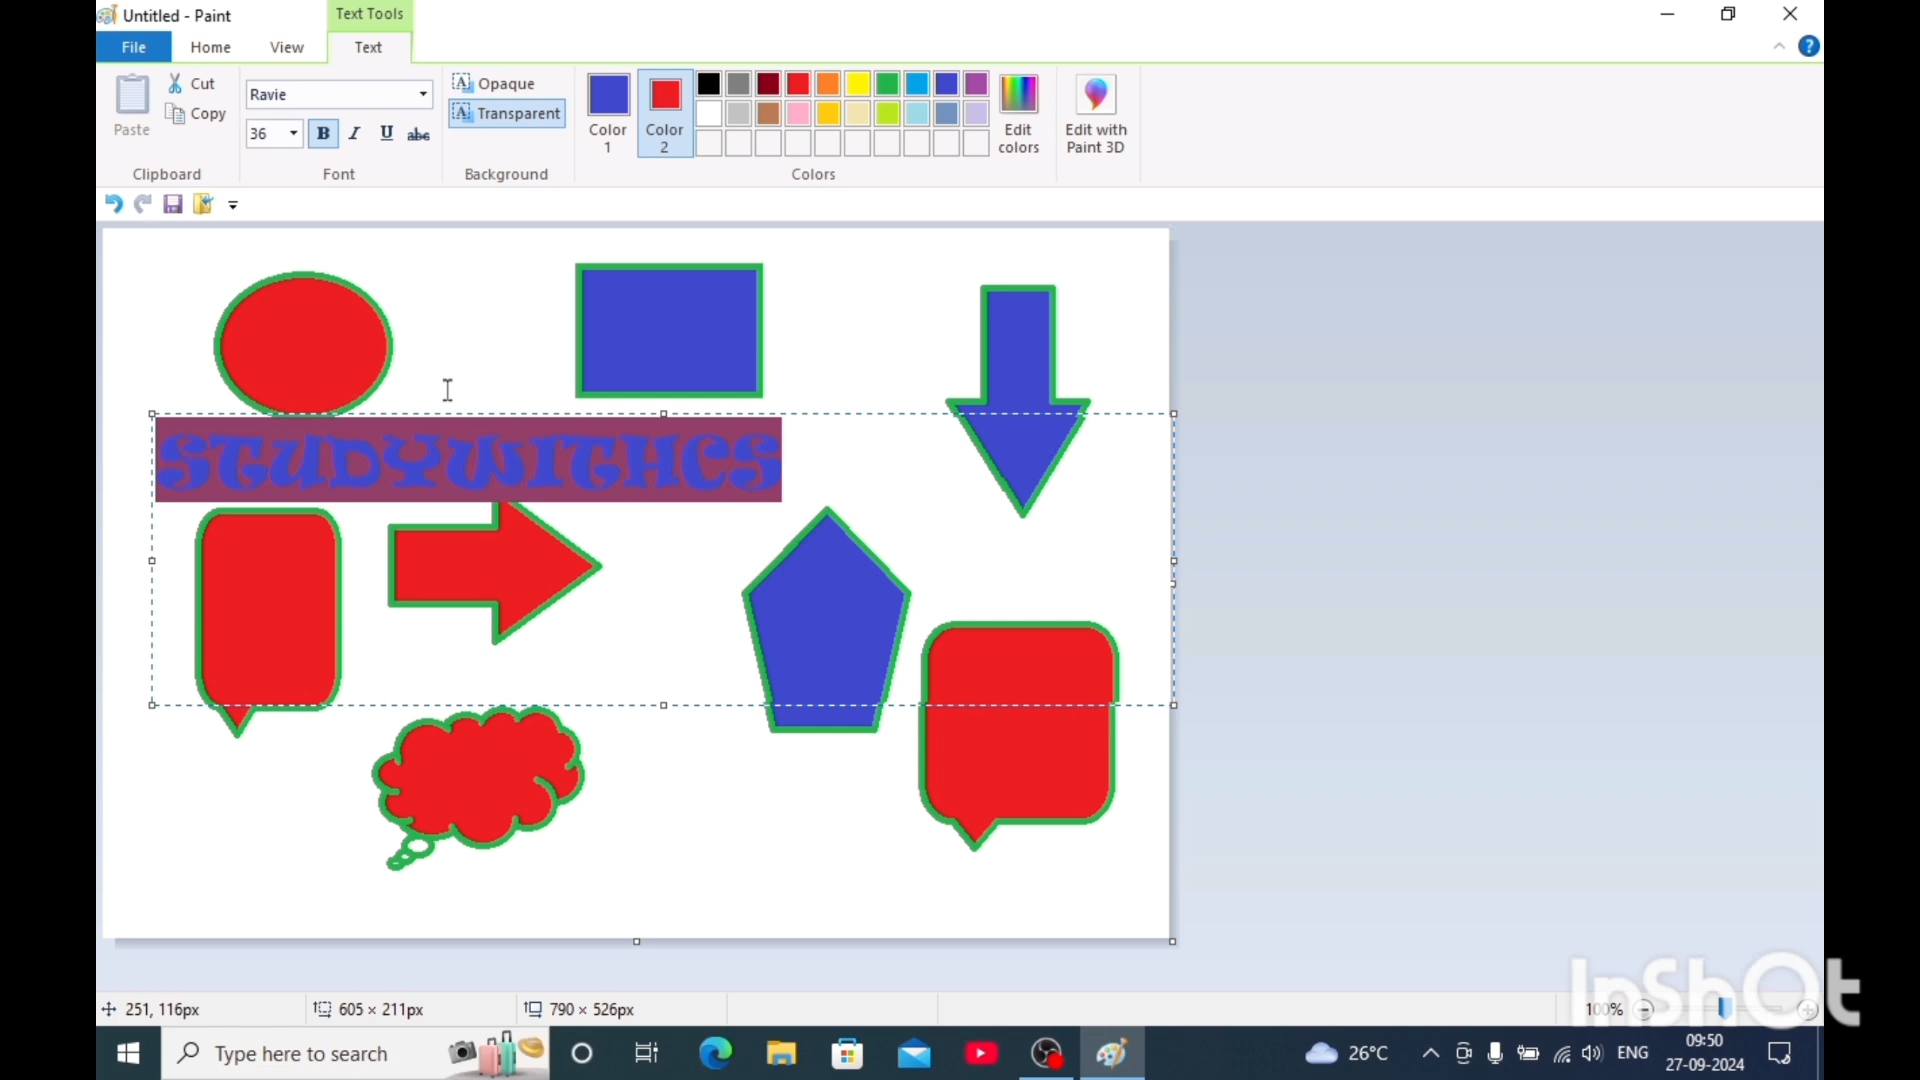 Untitled - Paint
Text Tools
File
Home
View
Text
?
Paste
Cut
Copy
Clipboard
Ravie
36
B I U abc
Font
A Opaque
A Transparent
Background
Color 1
Color 2
Edit colors
Colors
Edit with Paint 3D
STUDYWITHCS
251, 116px
605 × 211px
790 × 526px
100%
InShOt
Type here to search
26°C
ENG
09:50
27-09-2024